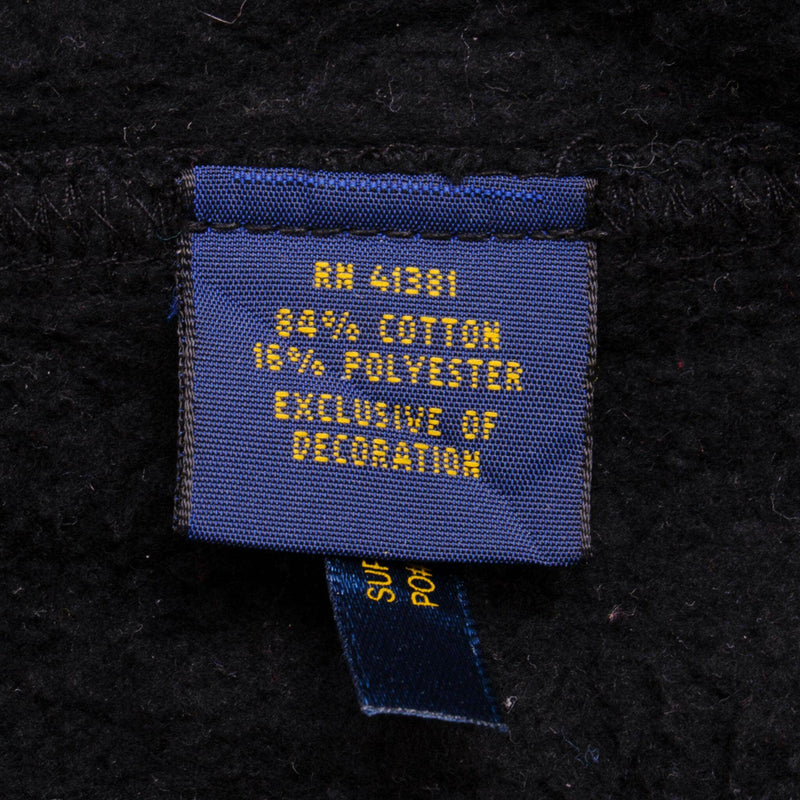 RN 41381
84% COTTON
16% POLYESTER
EXCLUSIVE OF
DECORATION